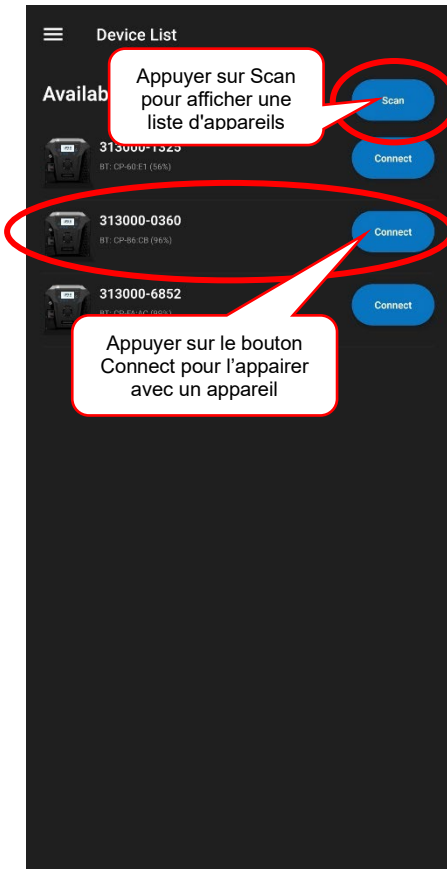 Device List
Availab
Appuyer sur Scan
pour afficher une
liste d'appareils
Scan
313000-1325
BT: CP-60:E1 (56%)
Connect
313000-0360
BT: CP-B6:CB (96%)
Connect
313000-6852
Connect
Appuyer sur le bouton
Connect pour l’appairer
avec un appareil